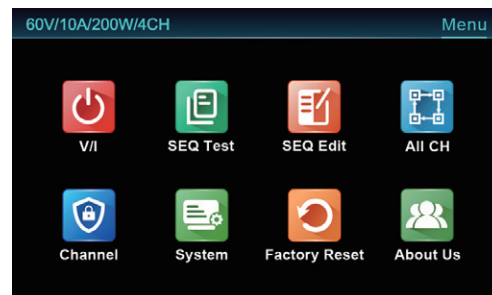 60V/10A/200W/4CH Menu
V/I SEQ Test SEQ Edit All CH
Channel System Factory Reset About Us